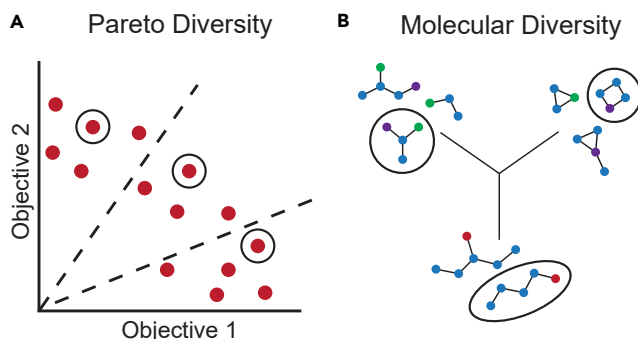 A
Pareto Diversity
Objective 2
Objective 1
B
Molecular Diversity